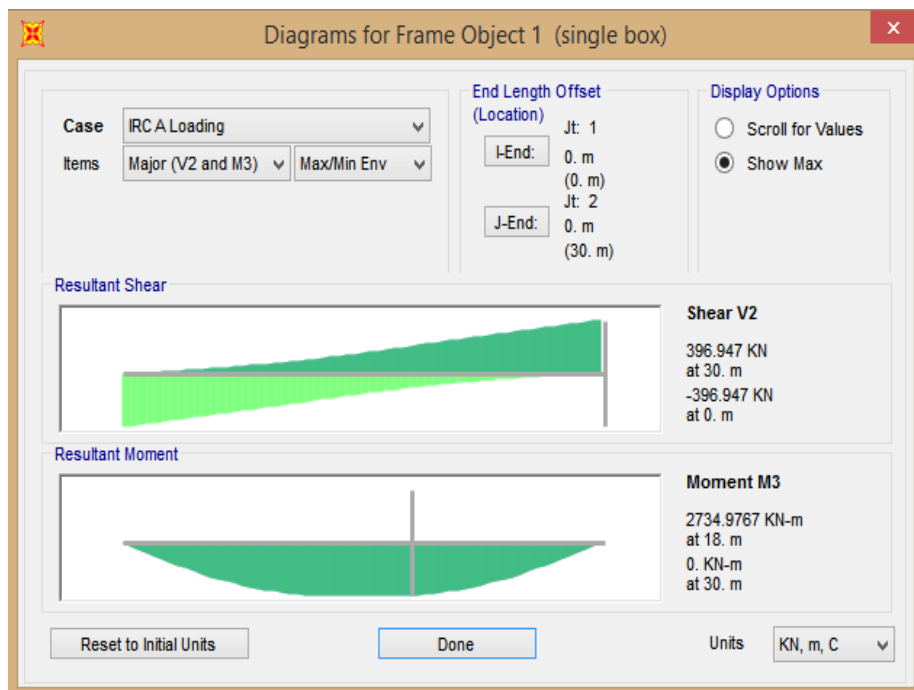 Diagrams for Frame Object 1 (single box)
Case
IRC A Loading
Items
Major (V2 and M3)
Max/Min Env
End Length Offset
(Location)
I-End:
Jt: 1
0. m
(0. m)
J-End:
Jt: 2
0. m
(30. m)
Display Options
Scroll for Values
Show Max
Resultant Shear
Shear V2
396.947 KN
at 30. m
-396.947 KN
at 0. m
Resultant Moment
Moment M3
2734.9767 KN-m
at 18. m
0. KN-m
at 30. m
Reset to Initial Units
Done
Units
KN, m, C